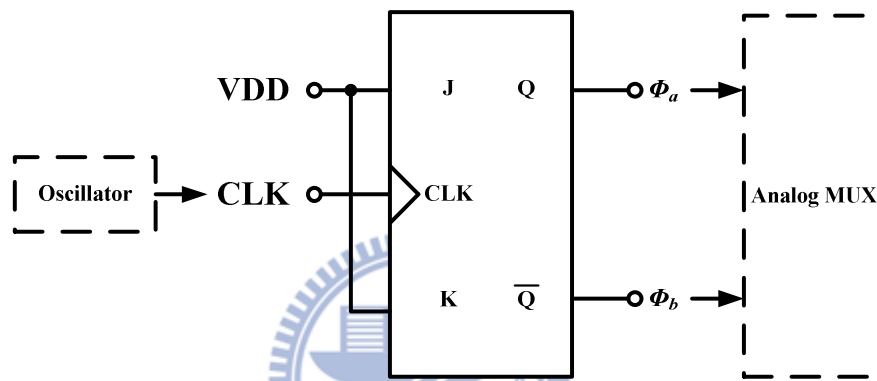 VDD
J Q
Φa
Oscillator
CLK
CLK
Analog MUX
K Q̅
Φb